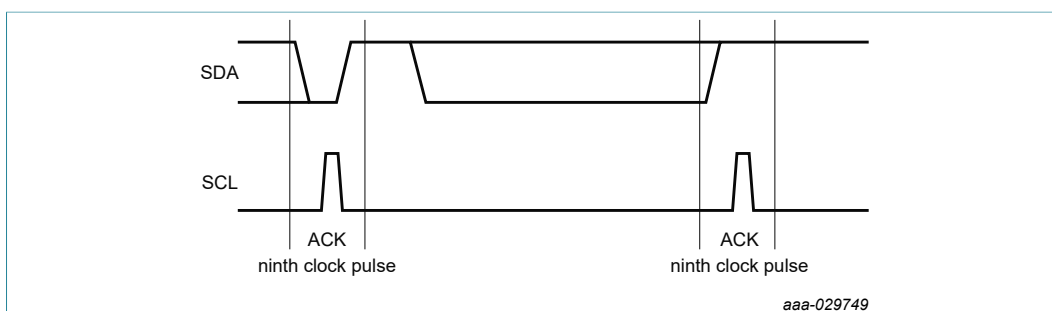 SDA
SCL
ACK
ninth clock pulse
ACK
ninth clock pulse
aaa-029749